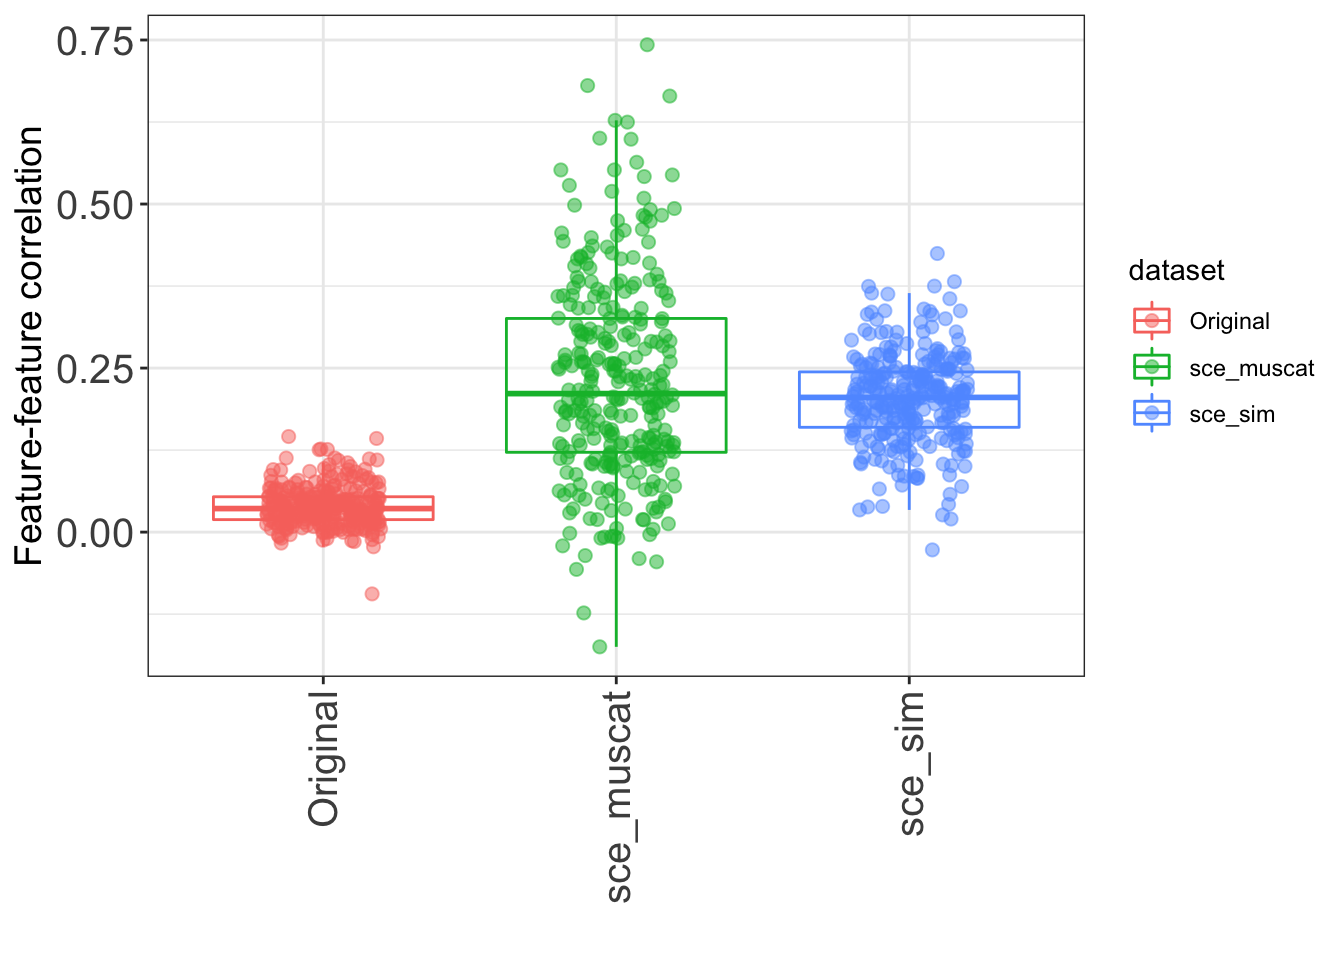 Feature-feature correlation
0.75
0.50
0.25
0.00
Original
sce_muscat
sce_sim
dataset
Original
sce_muscat
sce_sim